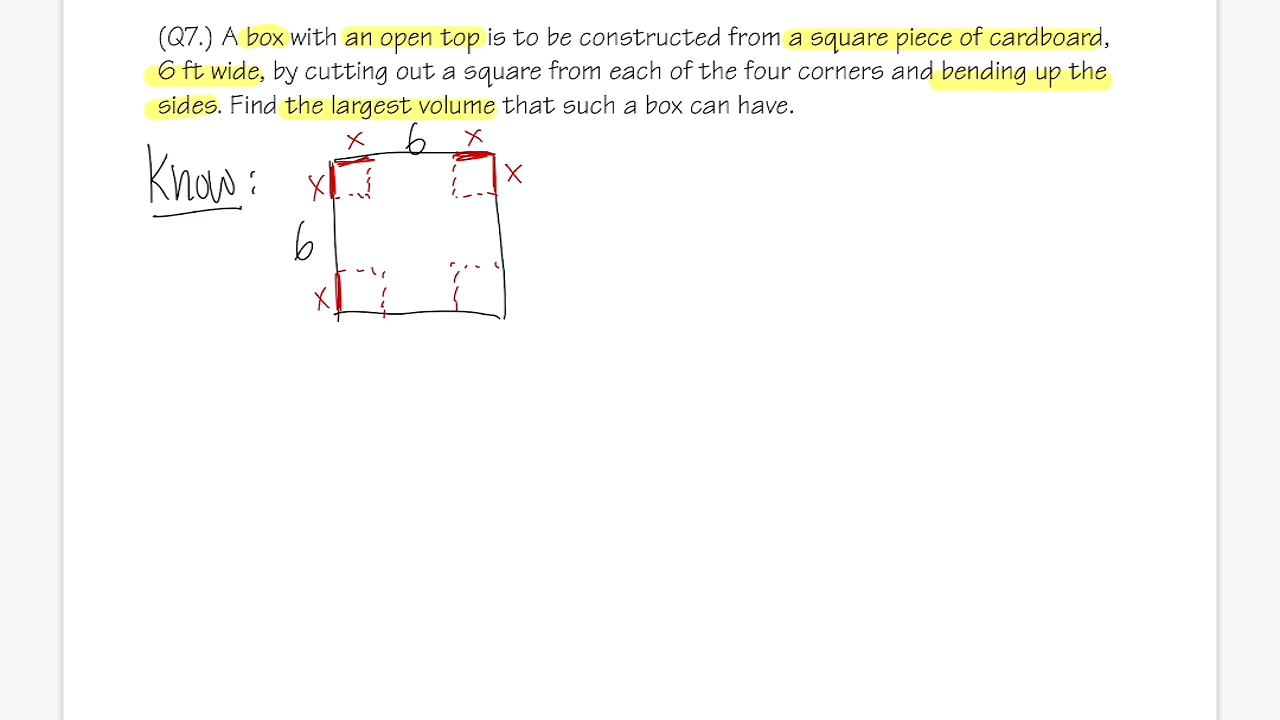 (Q7.) A box with an open top is to be constructed from a square piece of cardboard,
6 ft wide, by cutting out a square from each of the four corners and bending up the
sides. Find the largest volume that such a box can have.
x 6 x
Know: x x
6
x